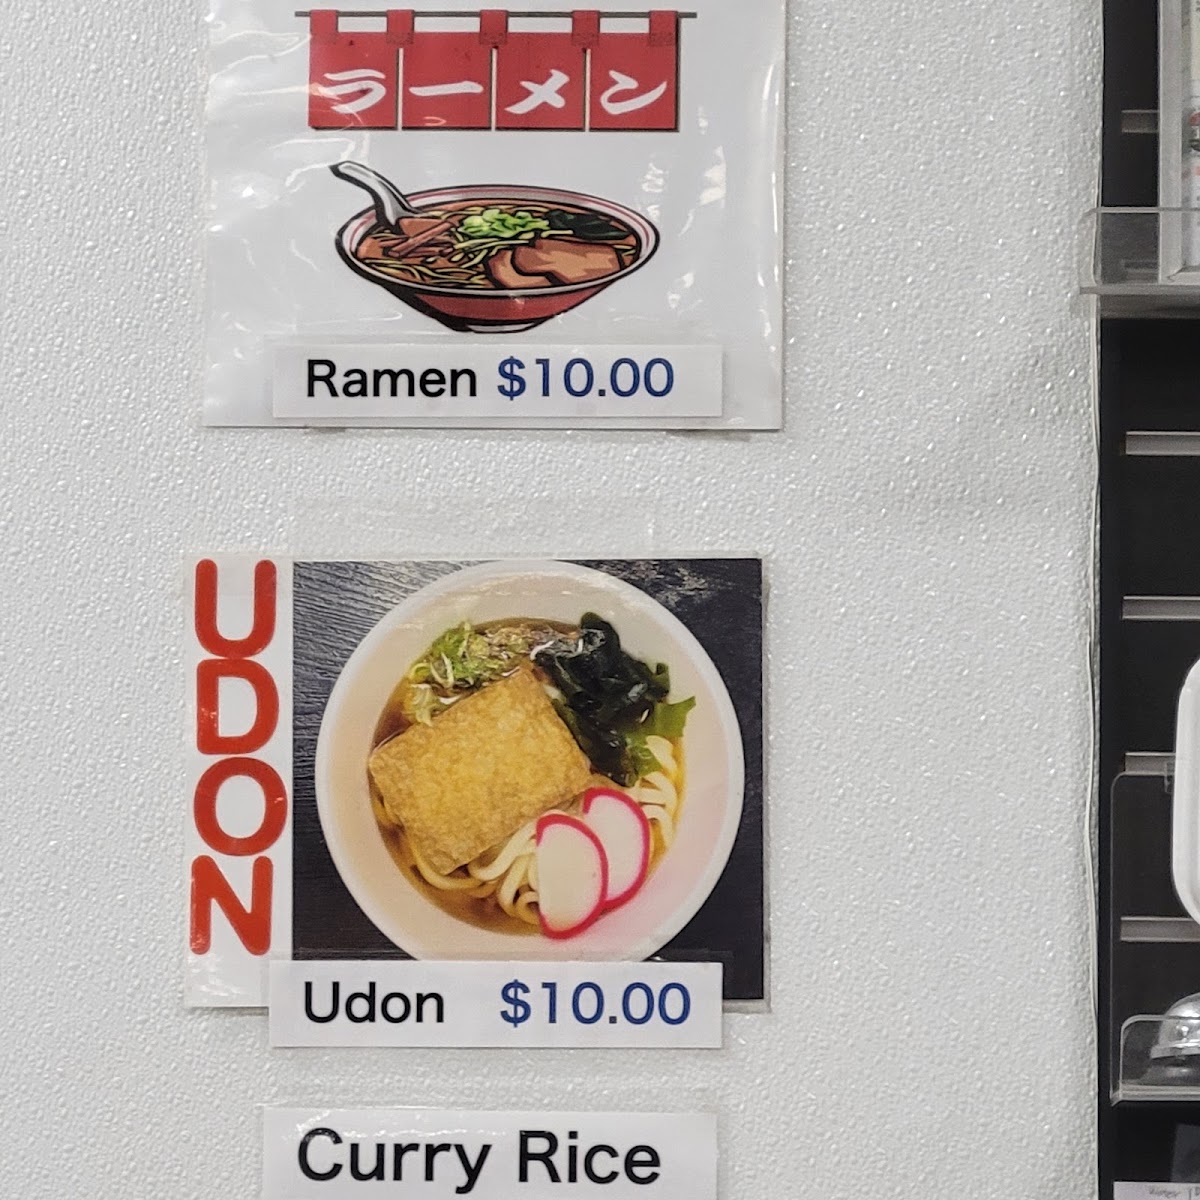 ラーメン
Ramen $10.00
UDON
Udon $10.00
Curry Rice